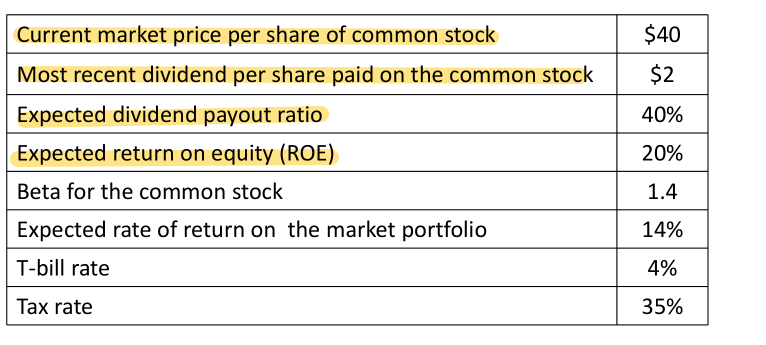 Current market price per share of common stock $40
Most recent dividend per share paid on the common stock $2
Expected dividend payout ratio 40%
Expected return on equity (ROE) 20%
Beta for the common stock 1.4
Expected rate of return on the market portfolio 14%
T-bill rate 4%
Tax rate 35%